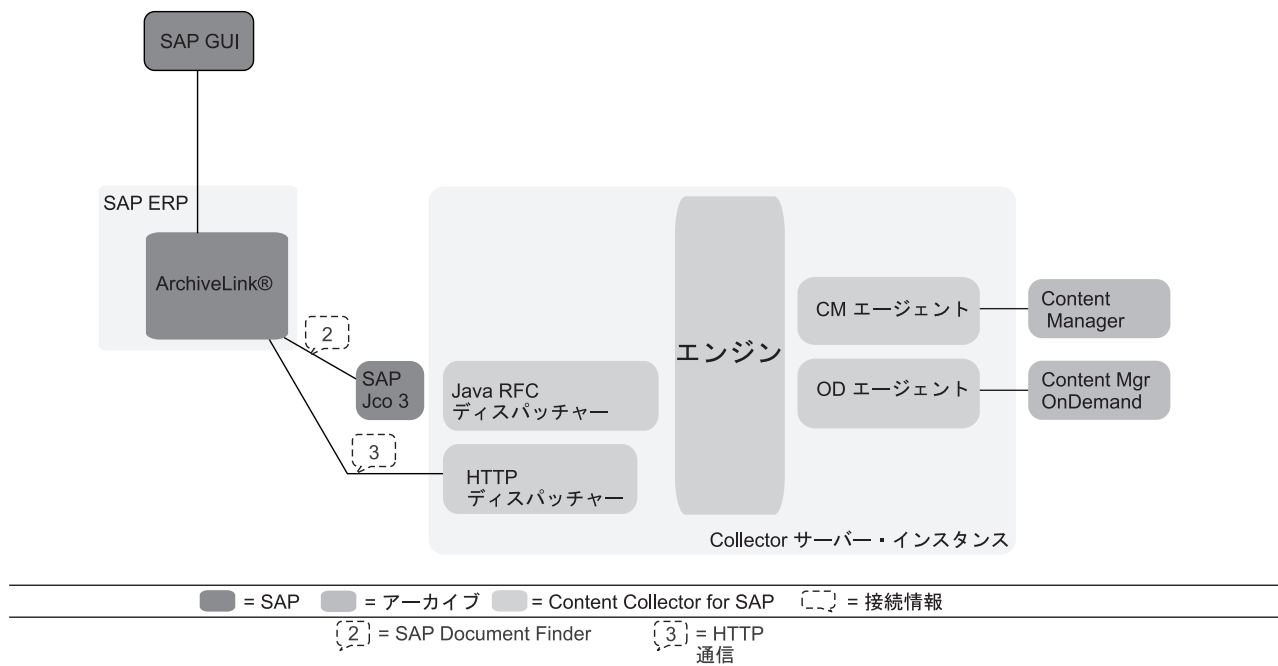 SAP GUI
SAP ERP
ArchiveLink®
2
SAP
Jco 3
3
Java RFC
ディスパッチャー
HTTP
ディスパッチャー
エンジン
CM エージェント
OD エージェント
Content
Manager
Content Mgr
OnDemand
Collector サーバー・インスタンス
= SAP = アーカイブ = Content Collector for SAP = 接続情報
2 = SAP Document Finder 3 = HTTP
通信